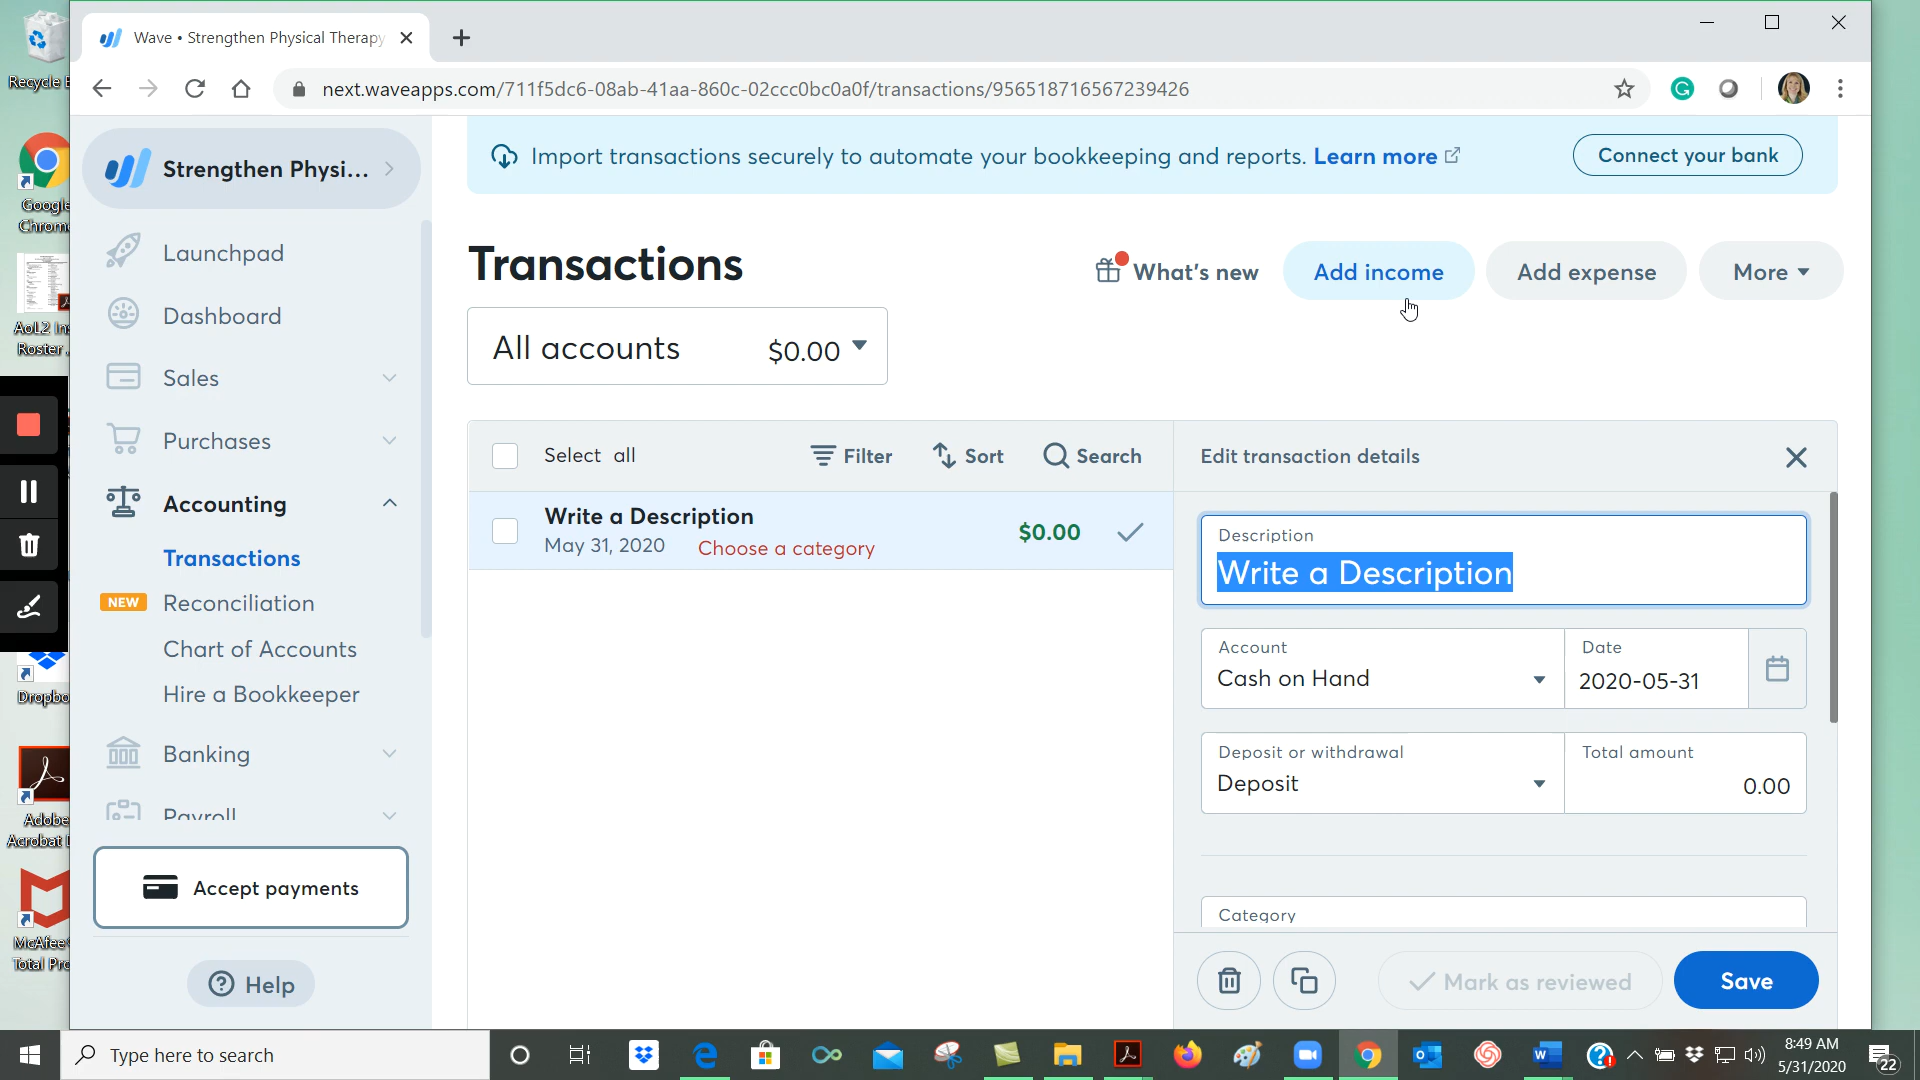 Wave • Strengthen Physical Therapy
next.waveapps.com/711f5dc6-08ab-41aa-860c-02ccc0bc0a0f/transactions/956518716567239426
Recycle B
Google
Chrome
AoL2 In
Roster
Dropbo
Adobe
Acrobat D
McAfee
Total Pro
Strengthen Physi...
Launchpad
Dashboard
Sales
Purchases
Accounting
Transactions
NEW Reconciliation
Chart of Accounts
Hire a Bookkeeper
Banking
Payroll
Accept payments
Help
Import transactions securely to automate your bookkeeping and reports. Learn more
Connect your bank
Transactions
What's new
Add income
Add expense
More
All accounts $0.00
Select all
Filter
Sort
Search
Write a Description
May 31, 2020 Choose a category
$0.00
Edit transaction details
Description
Write a Description
Account
Cash on Hand
Date
2020-05-31
Deposit or withdrawal
Deposit
Total amount
0.00
Category
Mark as reviewed
Save
Type here to search
8:49 AM
5/31/2020
22